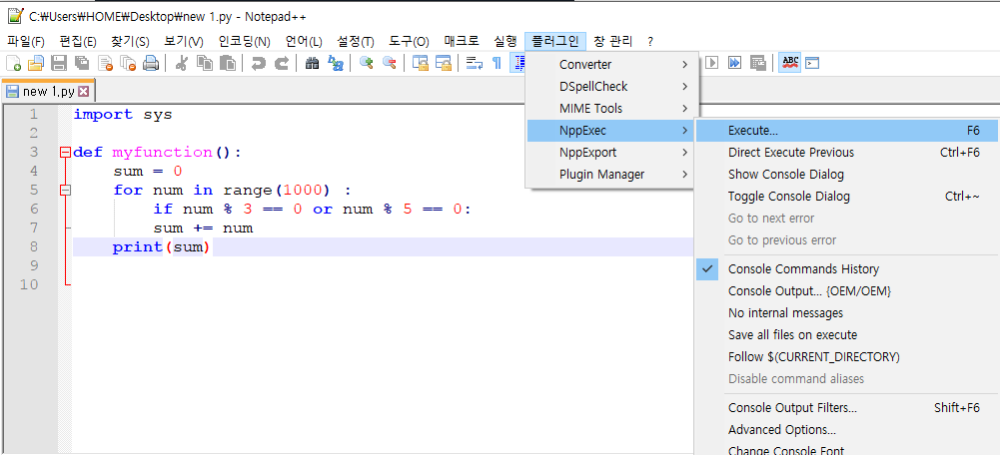 C:₩Users₩HOME₩Desktop₩new 1.py - Notepad++
파일(F) 편집(E) 찾기(S) 보기(V) 인코딩(N) 언어(L) 설정(T) 도구(O) 매크로 실행 플러그인 창 관리 ?
ABC
new 1.py
1 import sys
2
3 def myfunction():
4 sum = 0
5 for num in range(1000) :
6 if num % 3 == 0 or num % 5 == 0:
7 sum += num
8 print(sum)
9
10
Converter
DSpellCheck
MIME Tools
NppExec
NppExport
Plugin Manager
Execute... F6
Direct Execute Previous Ctrl+F6
Show Console Dialog
Toggle Console Dialog Ctrl+~
Go to next error
Go to previous error
Console Commands History
Console Output... {OEM/OEM}
No internal messages
Save all files on execute
Follow $(CURRENT_DIRECTORY)
Disable command aliases
Console Output Filters... Shift+F6
Advanced Options...
Change Console Font